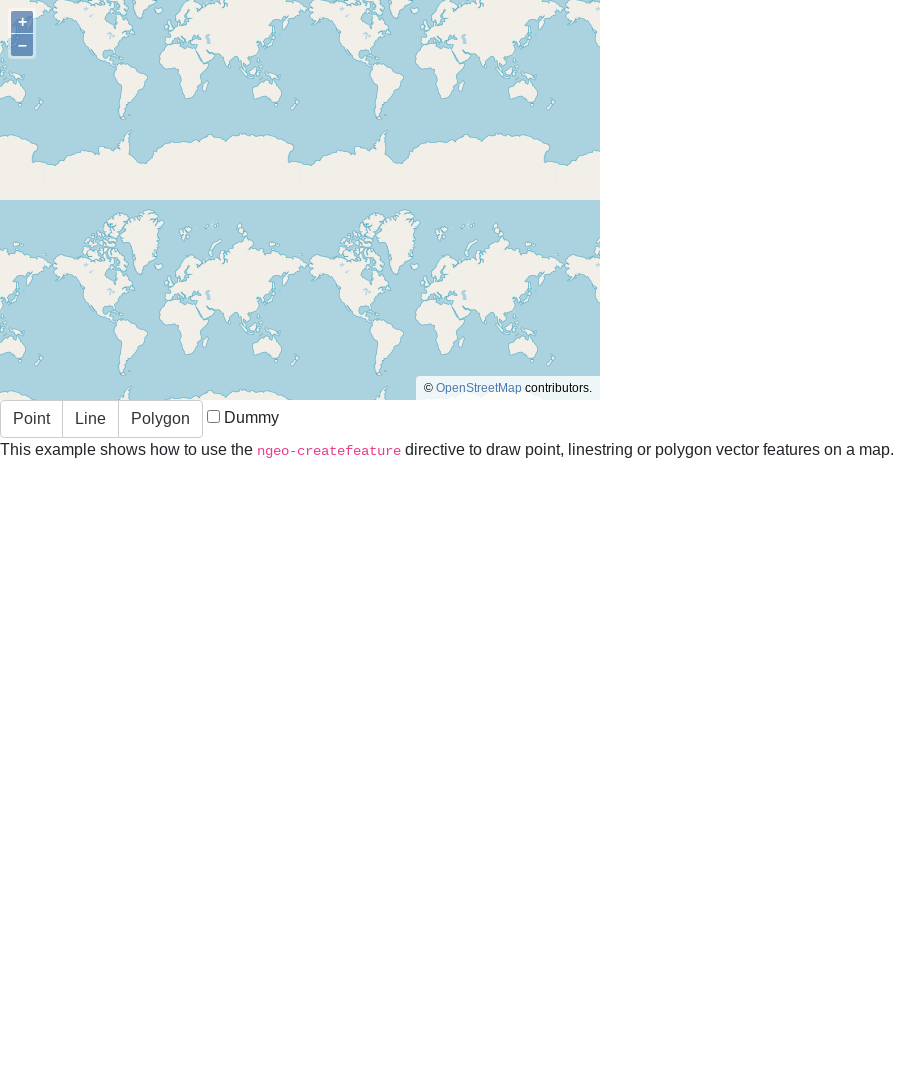 +
−
© OpenStreetMap contributors.
Point Line Polygon Dummy
This example shows how to use the ngeo-createfeature directive to draw point, linestring or polygon vector features on a map.